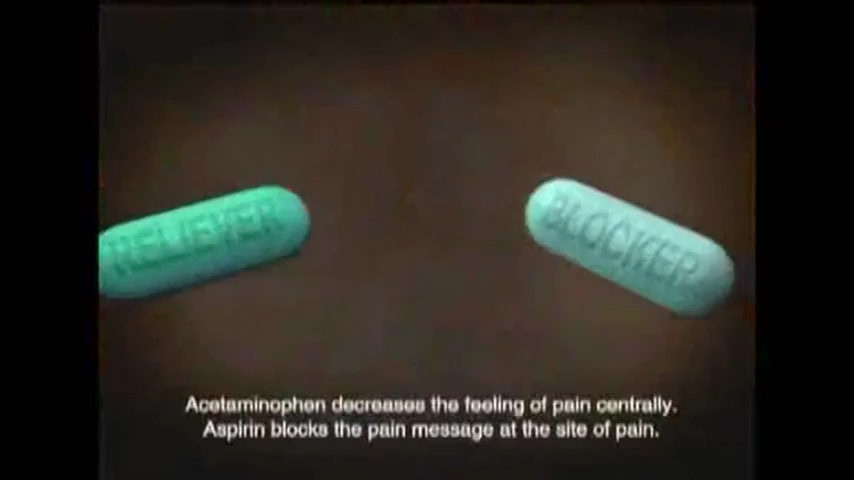 RELIEVER
BLOCKER
Acetaminophen decreases the feeling of pain centrally.
Aspirin blocks the pain message at the site of pain.